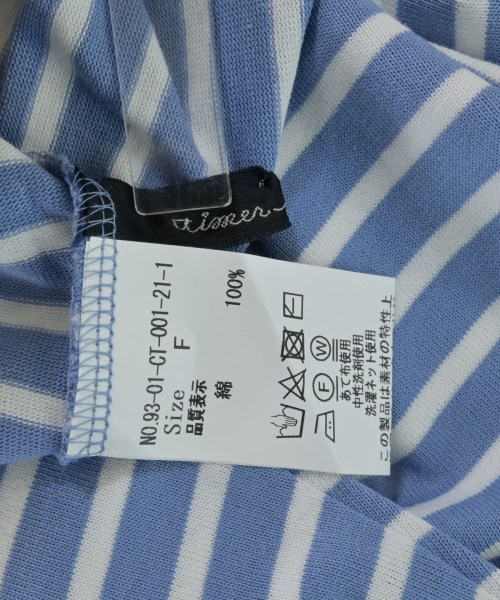 aimer
NO.93-01-CT-001-21-1
Size F
品質表示
綿 100%
F W
あて布使用
中性洗剤使用
洗濯ネット使用
この製品は素材の特性上